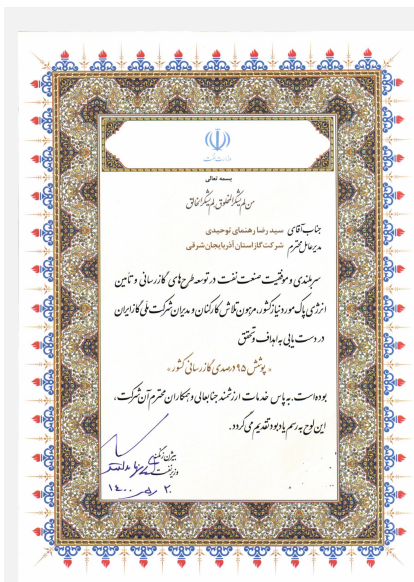 وزارت نفت
بسمه تعالی
من لم یشکر المخلوق لم یشکر الخالق
جناب آقای سید رضا رهنمای توحیدی
مدیرعامل محترم شرکت گاز استان آذربایجان شرقی
سربلندی و موفقیت صنعت نفت در توسعه طرح‌های گازرسانی و تأمین
انرژی پاک مورد نیاز کشور، مرهون تلاش کارکنان و مدیران شرکت ملی گاز ایران
در دست یابی به اهداف و تحقق
« پوشش ۹۵ درصدی گازرسانی کشور »
بوده است. به پاس خدمات ارزشمند جنابعالی و همکاران محترم آن شرکت،
این لوح به رسم یادبود تقدیم می گردد.
بیژن زنگنه
وزیر نفت